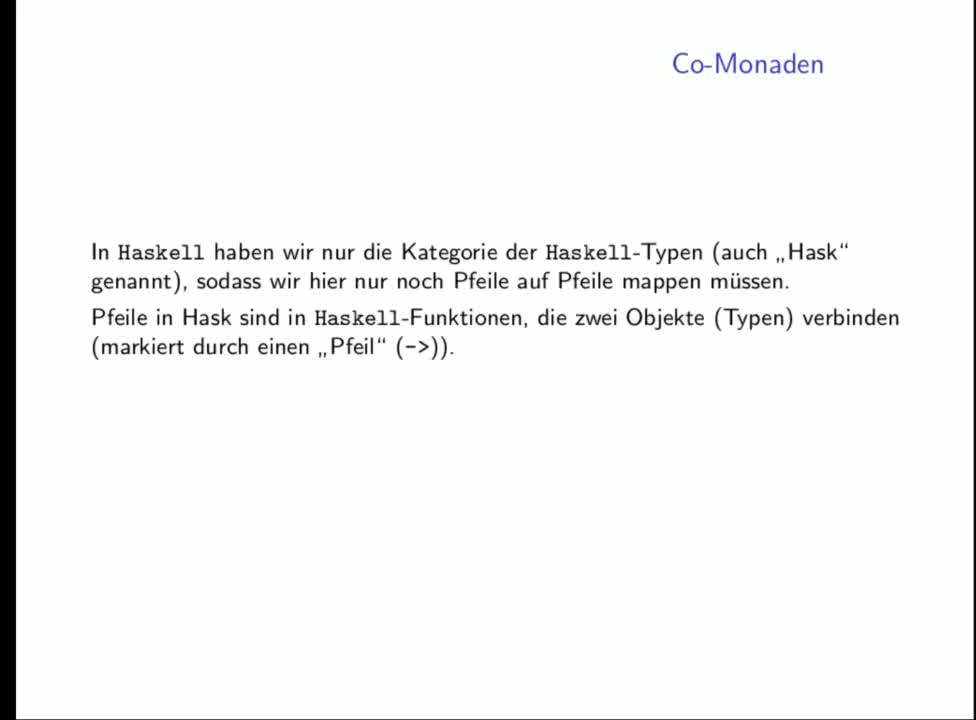 Co-Monaden
In Haskell haben wir nur die Kategorie der Haskell-Typen (auch „Hask“
genannt), sodass wir hier nur noch Pfeile auf Pfeile mappen müssen.
Pfeile in Hask sind in Haskell-Funktionen, die zwei Objekte (Typen) verbinden
(markiert durch einen „Pfeil“ (->)).